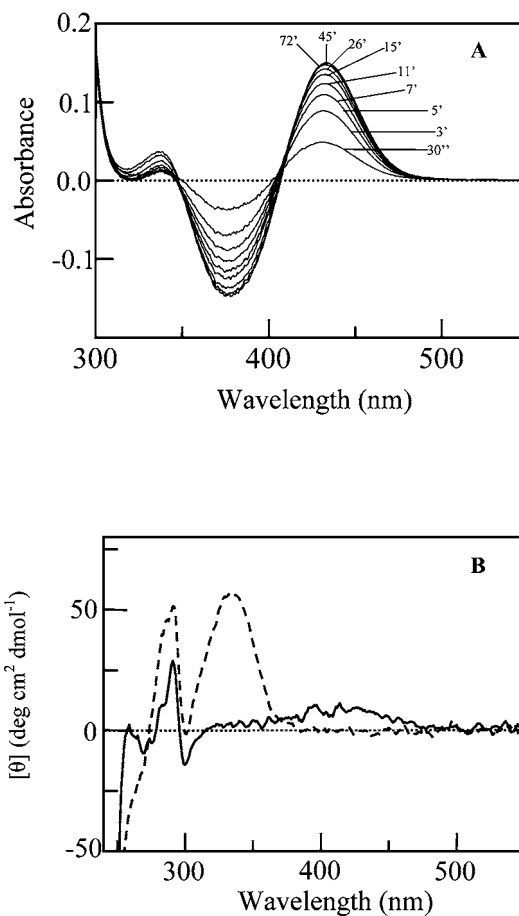 0.2
0.1
0.0
-0.1
Absorbance
72' 45' 26' 15' 11' 7' 5' 3' 30''
A
300 400 500
Wavelength (nm)
B
50
0
-50
[θ] (deg cm² dmol⁻¹)
300 400 500
Wavelength (nm)